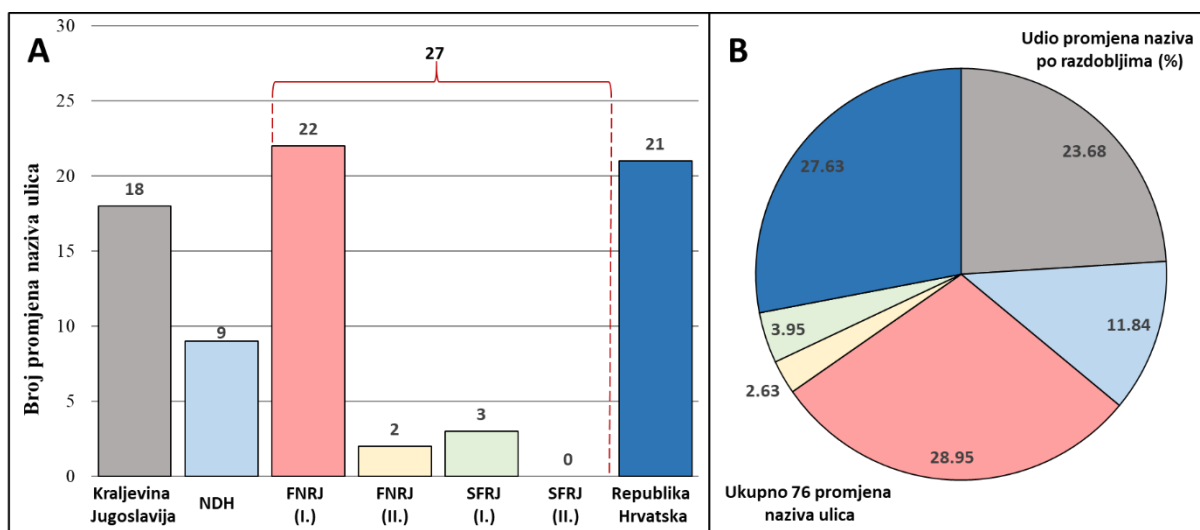 A
Broj promjena naziva ulica
30
25
20
15
10
5
0
27
18
9
22
2
3
0
21
Kraljevina
Jugoslavija
NDH
FNRJ
(I.)
FNRJ
(II.)
SFRJ
(I.)
SFRJ
(II.)
Republika
Hrvatska
B
Udio promjena naziva
po razdobljima (%)
23.68
11.84
28.95
2.63
3.95
27.63
Ukupno 76 promjena
naziva ulica